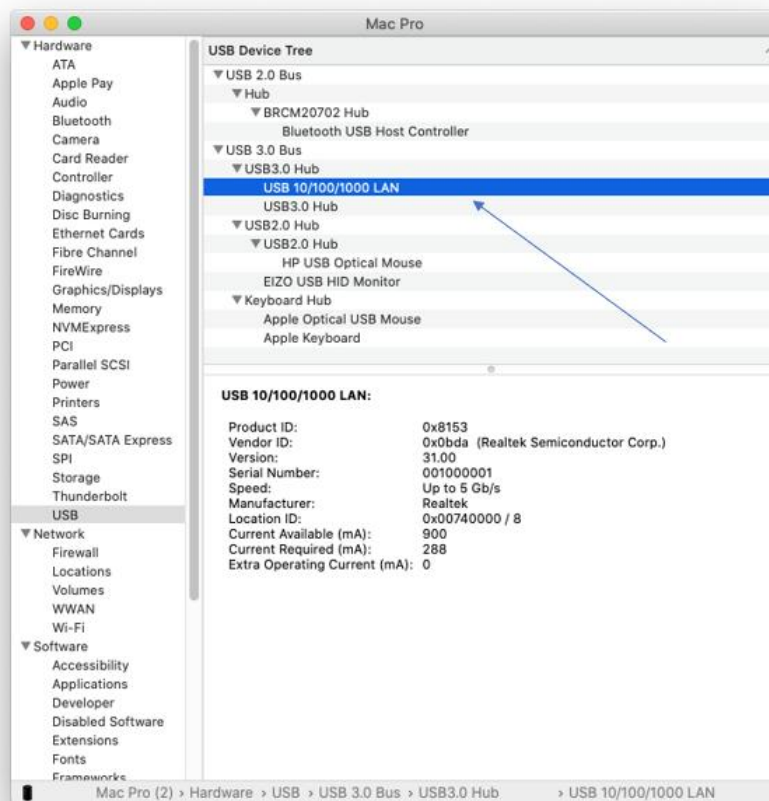 Mac Pro
Hardware
ATA
Apple Pay
Audio
Bluetooth
Camera
Card Reader
Controller
Diagnostics
Disc Burning
Ethernet Cards
Fibre Channel
FireWire
Graphics/Displays
Memory
NVMExpress
PCI
Parallel SCSI
Power
Printers
SAS
SATA/SATA Express
SPI
Storage
Thunderbolt
USB
Network
Firewall
Locations
Volumes
WWAN
Wi-Fi
Software
Accessibility
Applications
Developer
Disabled Software
Extensions
Fonts
Frameworks
USB Device Tree
USB 2.0 Bus
Hub
BRCM20702 Hub
Bluetooth USB Host Controller
USB 3.0 Bus
USB3.0 Hub
USB 10/100/1000 LAN
USB3.0 Hub
USB2.0 Hub
USB2.0 Hub
HP USB Optical Mouse
EIZO USB HID Monitor
Keyboard Hub
Apple Optical USB Mouse
Apple Keyboard
USB 10/100/1000 LAN:
Product ID: 0x8153
Vendor ID: 0x0bda (Realtek Semiconductor Corp.)
Version: 31.00
Serial Number: 001000001
Speed: Up to 5 Gb/s
Manufacturer: Realtek
Location ID: 0x00740000 / 8
Current Available (mA): 900
Current Required (mA): 288
Extra Operating Current (mA): 0
Mac Pro (2) › Hardware › USB › USB 3.0 Bus › USB3.0 Hub › USB 10/100/1000 LAN